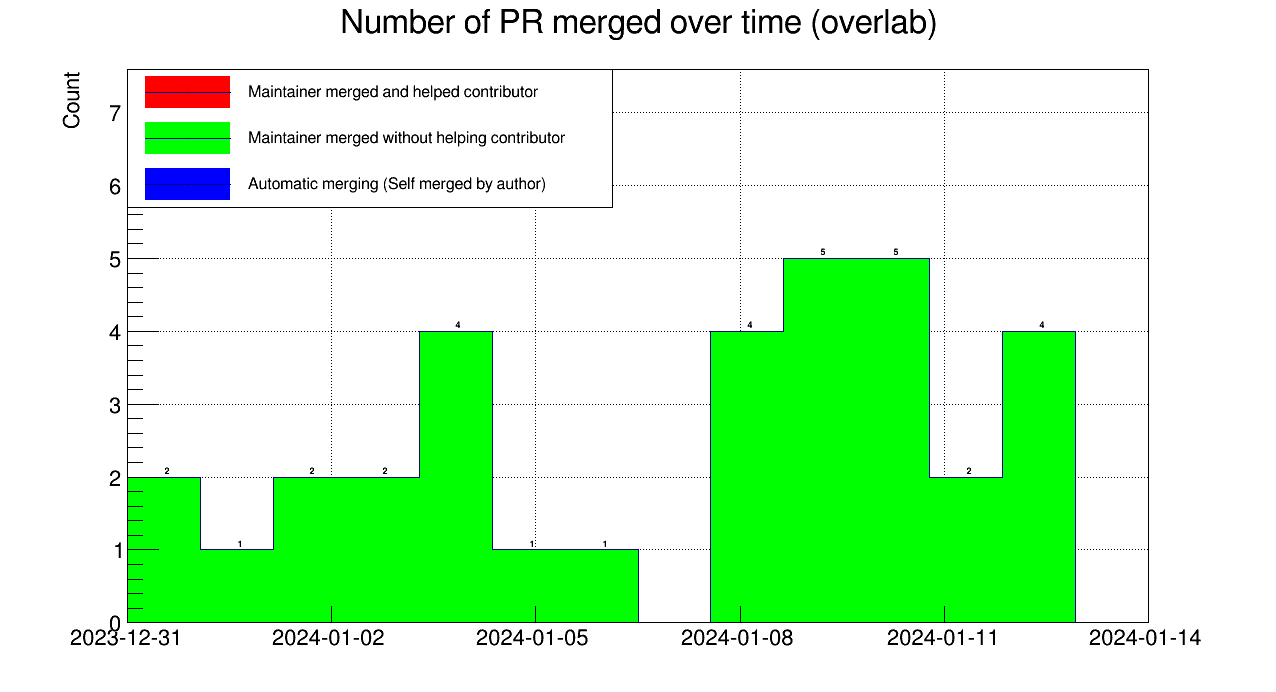 Number of PR merged over time (overlab)
Count
Maintainer merged and helped contributor
Maintainer merged without helping contributor
Automatic merging (Self merged by author)
7
6
5
4
3
2
1
0
2 1 2 2 4 1 1 4 5 5 2 4
2023-12-31 2024-01-02 2024-01-05 2024-01-08 2024-01-11 2024-01-14